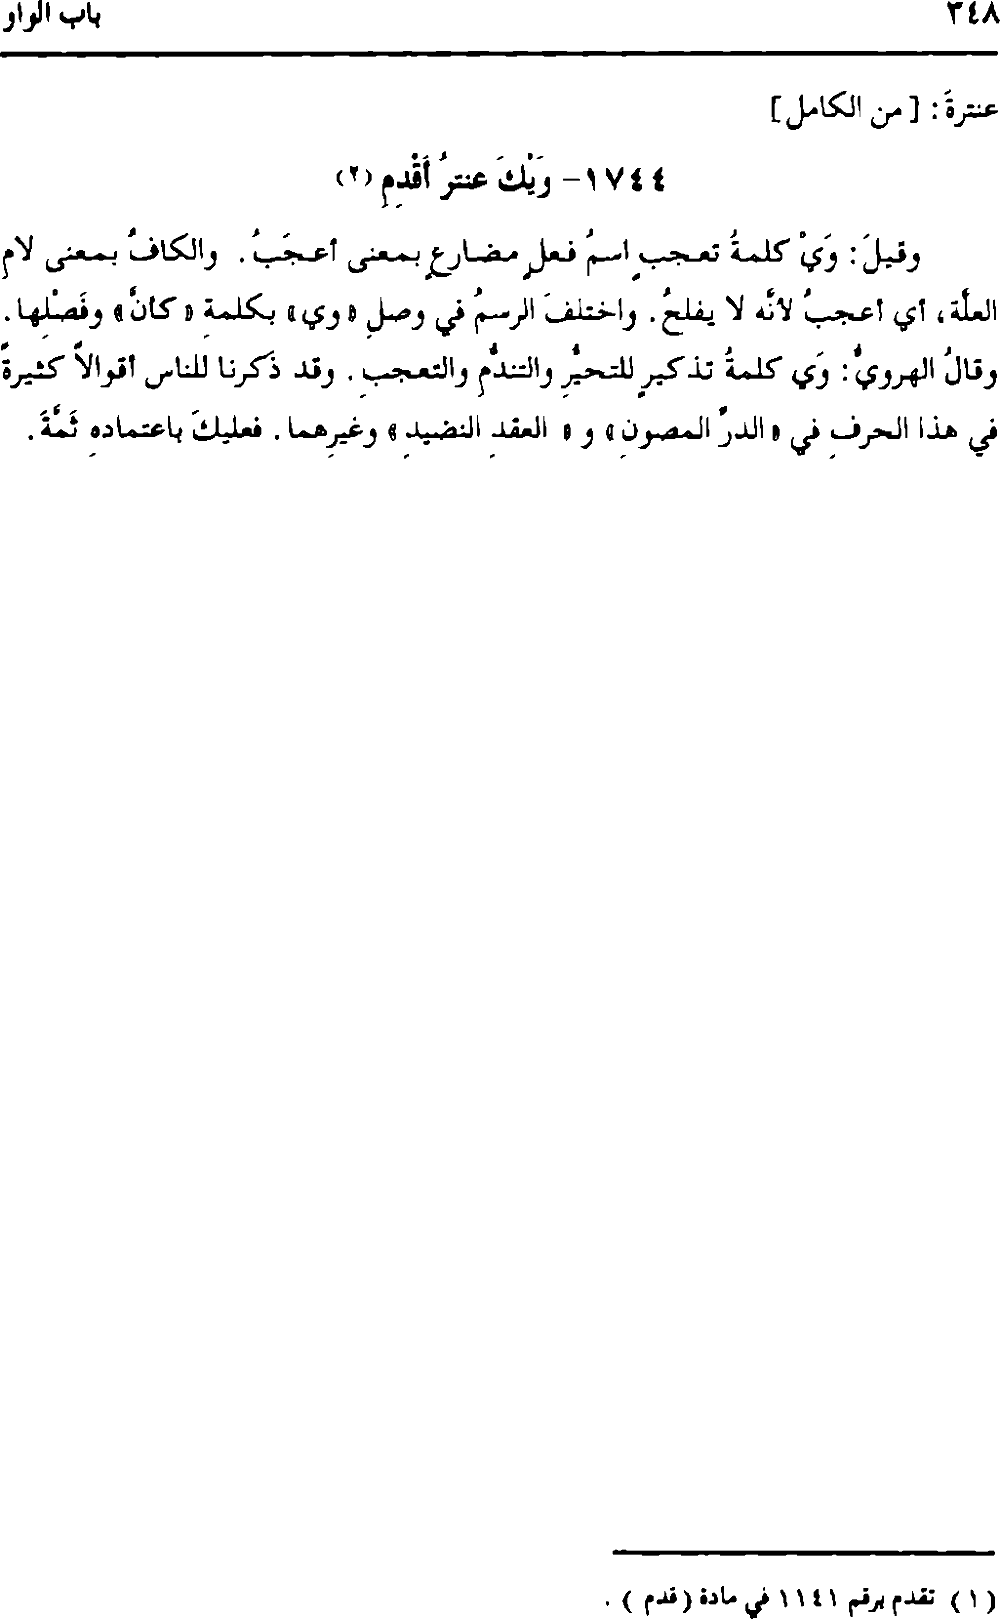 ٣٤٨ باب الواو
عنترةَ: [من الكامل]
١٧٤٤- وَيْكَ عنترُ أَقْدِمِ (٢)
وقيلَ: وَيْ كلمةُ تعجبٍ اسمُ فعلٍ مضارعٍ بمعنى أعجَبُ. والكافُ بمعنى لامِ
العلَّة، أي أعجبُ لأنَّه لا يفلحُ. واختلفَ الرسمُ في وصلِ «وي» بكلمةِ «كأنَّ» وفَصْلِها.
وقالُ الهرويُّ: وَي كلمةُ تذكيرٍ للتحيُّرِ والتندُّمِ والتعجبِ. وقد ذَكرنا للناس أقوالاً كثيرةً
في هذا الحرفِ في «الدرِّ المصونِ» و « العقدِ النضيدِ» وغيرِهما. فعليكَ باعتمادهِ ثَمَّةَ.
(١) تقدم برقم ١١٤١ في مادة (قدم ) .